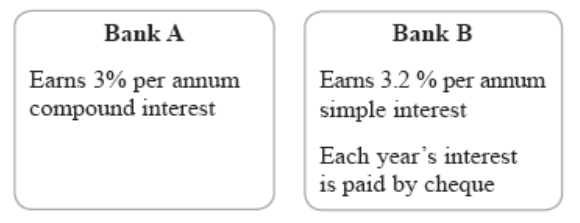 Bank A
Earns 3% per annum
compound interest
Bank B
Earns 3.2 % per annum
simple interest
Each year's interest
is paid by cheque